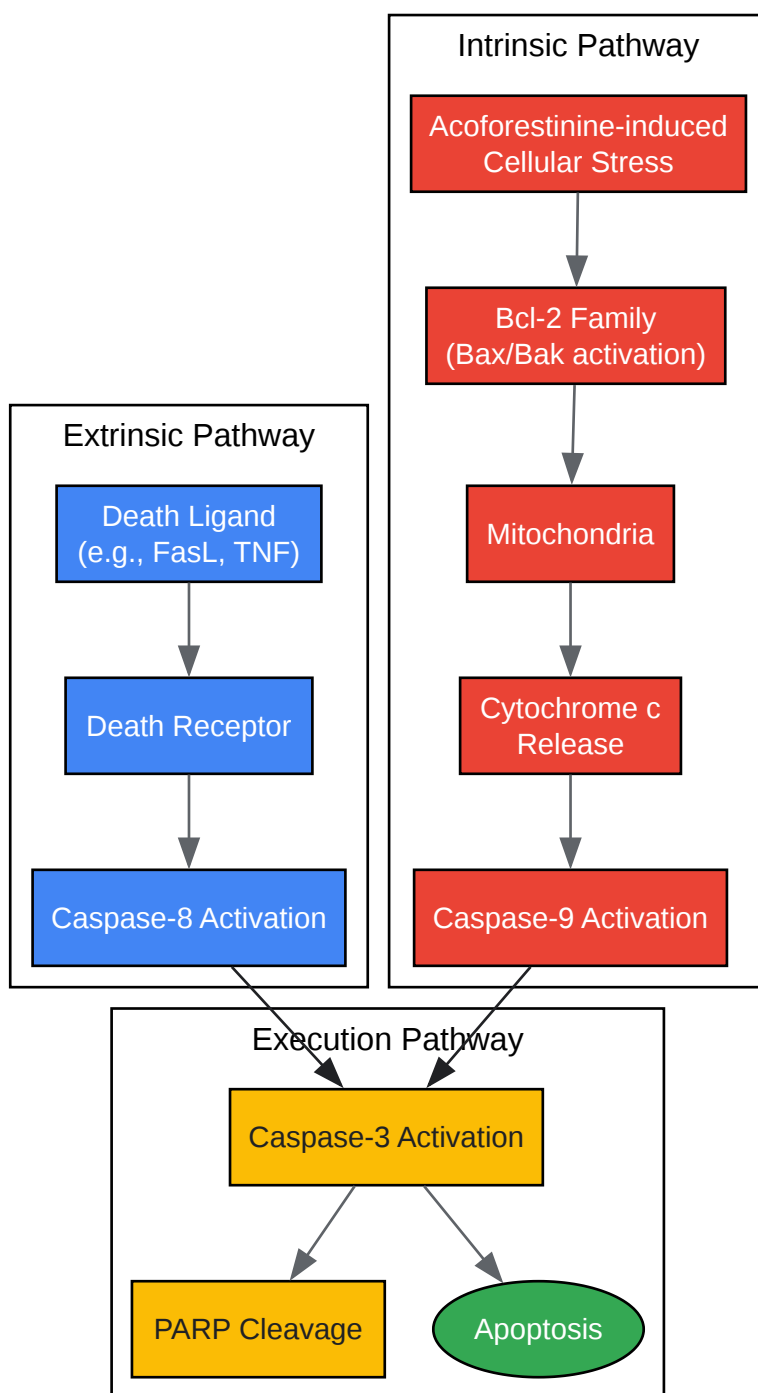 Intrinsic Pathway
Acoforestinine-induced
Cellular Stress
Bcl-2 Family
(Bax/Bak activation)
Mitochondria
Cytochrome c
Release
Caspase-9 Activation
Extrinsic Pathway
Death Ligand
(e.g., FasL, TNF)
Death Receptor
Caspase-8 Activation
Execution Pathway
Caspase-3 Activation
PARP Cleavage
Apoptosis